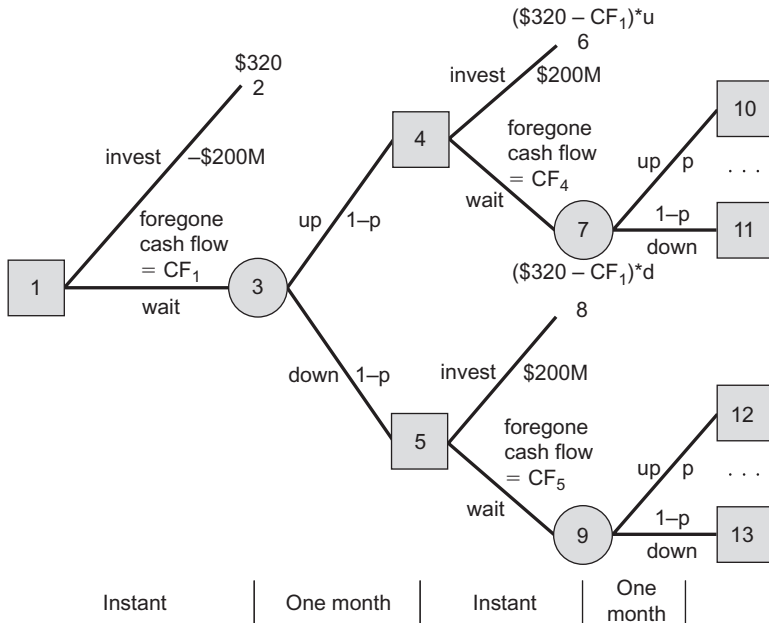 ($320 – CF₁)*u
$320
6
2
invest
$200M
10
4
foregone
cash flow
= CF₄
invest
–$200M
up
p
. . .
wait
foregone
cash flow
= CF₁
up
1–p
7
1–p
11
down
1
3
($320 – CF₁)*d
wait
8
down
1–p
invest
$200M
12
5
foregone
cash flow
= CF₅
up
p
. . .
wait
9
1–p
13
down
Instant
One month
Instant
One
month